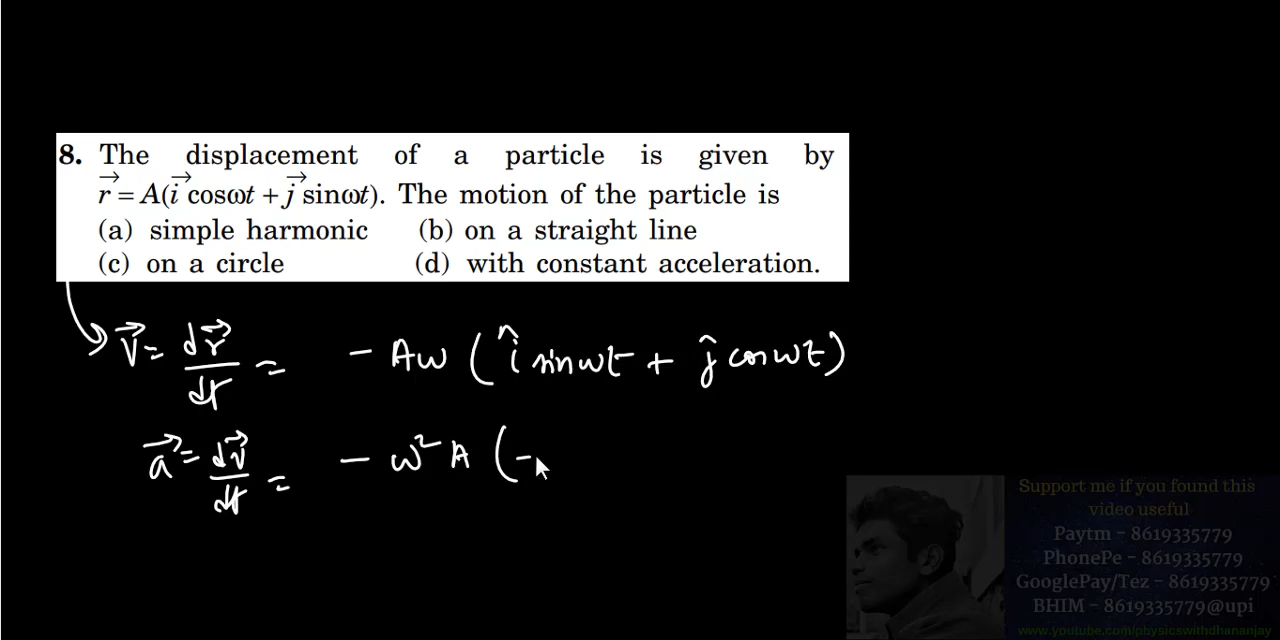 8. The displacement of a particle is given by
r⃗ = A(i⃗ cosωt + j⃗ sinωt). The motion of the particle is
(a) simple harmonic (b) on a straight line
(c) on a circle (d) with constant acceleration.
v⃗ = dr⃗/dt = - Aω (î sinωt + ĵ cosωt)
a⃗ = dv⃗/dt = - ω² A (-
Support me if you found this
video useful
Paytm - 8619335779
PhonePe - 8619335779
GooglePay/Tez - 8619335779
BHIM - 8619335779@upi
www.youtube.com/physicswithdhananjay